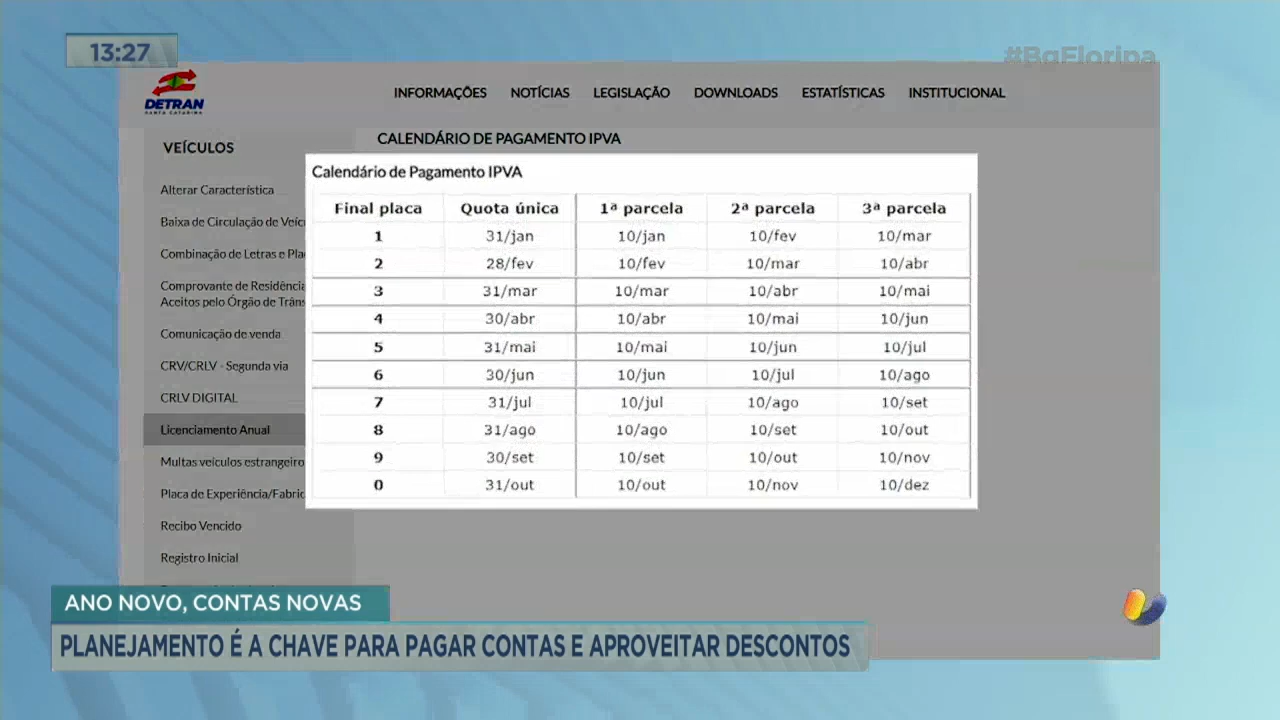 13:27
#BgFloripa
DETRAN
SANTA CATARINA
INFORMAÇÕES NOTÍCIAS LEGISLAÇÃO DOWNLOADS ESTATÍSTICAS INSTITUCIONAL
VEÍCULOS
CALENDÁRIO DE PAGAMENTO IPVA
Alterar Característica
Baixa de Circulação de
Combinação de Letras e
Comprovante de Residência
Aceitos pelo Órgão de
Comunicação de venda
CRV/CRLV - Segunda via
CRLV DIGITAL
Licenciamento Anual
Multas veículos estrangeiro
Placa de
Recibo Vencido
Registro Inicial
Calendário de Pagamento IPVA
Final placa Quota única 1ª parcela 2ª parcela 3ª parcela
1 31/jan 10/jan 10/fev 10/mar
2 28/fev 10/fev 10/mar 10/abr
3 31/mar 10/mar 10/abr 10/mai
4 30/abr 10/abr 10/mai 10/jun
5 31/mai 10/mai 10/jun 10/jul
6 30/jun 10/jun 10/jul 10/ago
7 31/jul 10/jul 10/ago 10/set
8 31/ago 10/ago 10/set 10/out
9 30/set 10/set 10/out 10/nov
0 31/out 10/out 10/nov 10/dez
ANO NOVO, CONTAS NOVAS
PLANEJAMENTO É A CHAVE PARA PAGAR CONTAS E APROVEITAR DESCONTOS